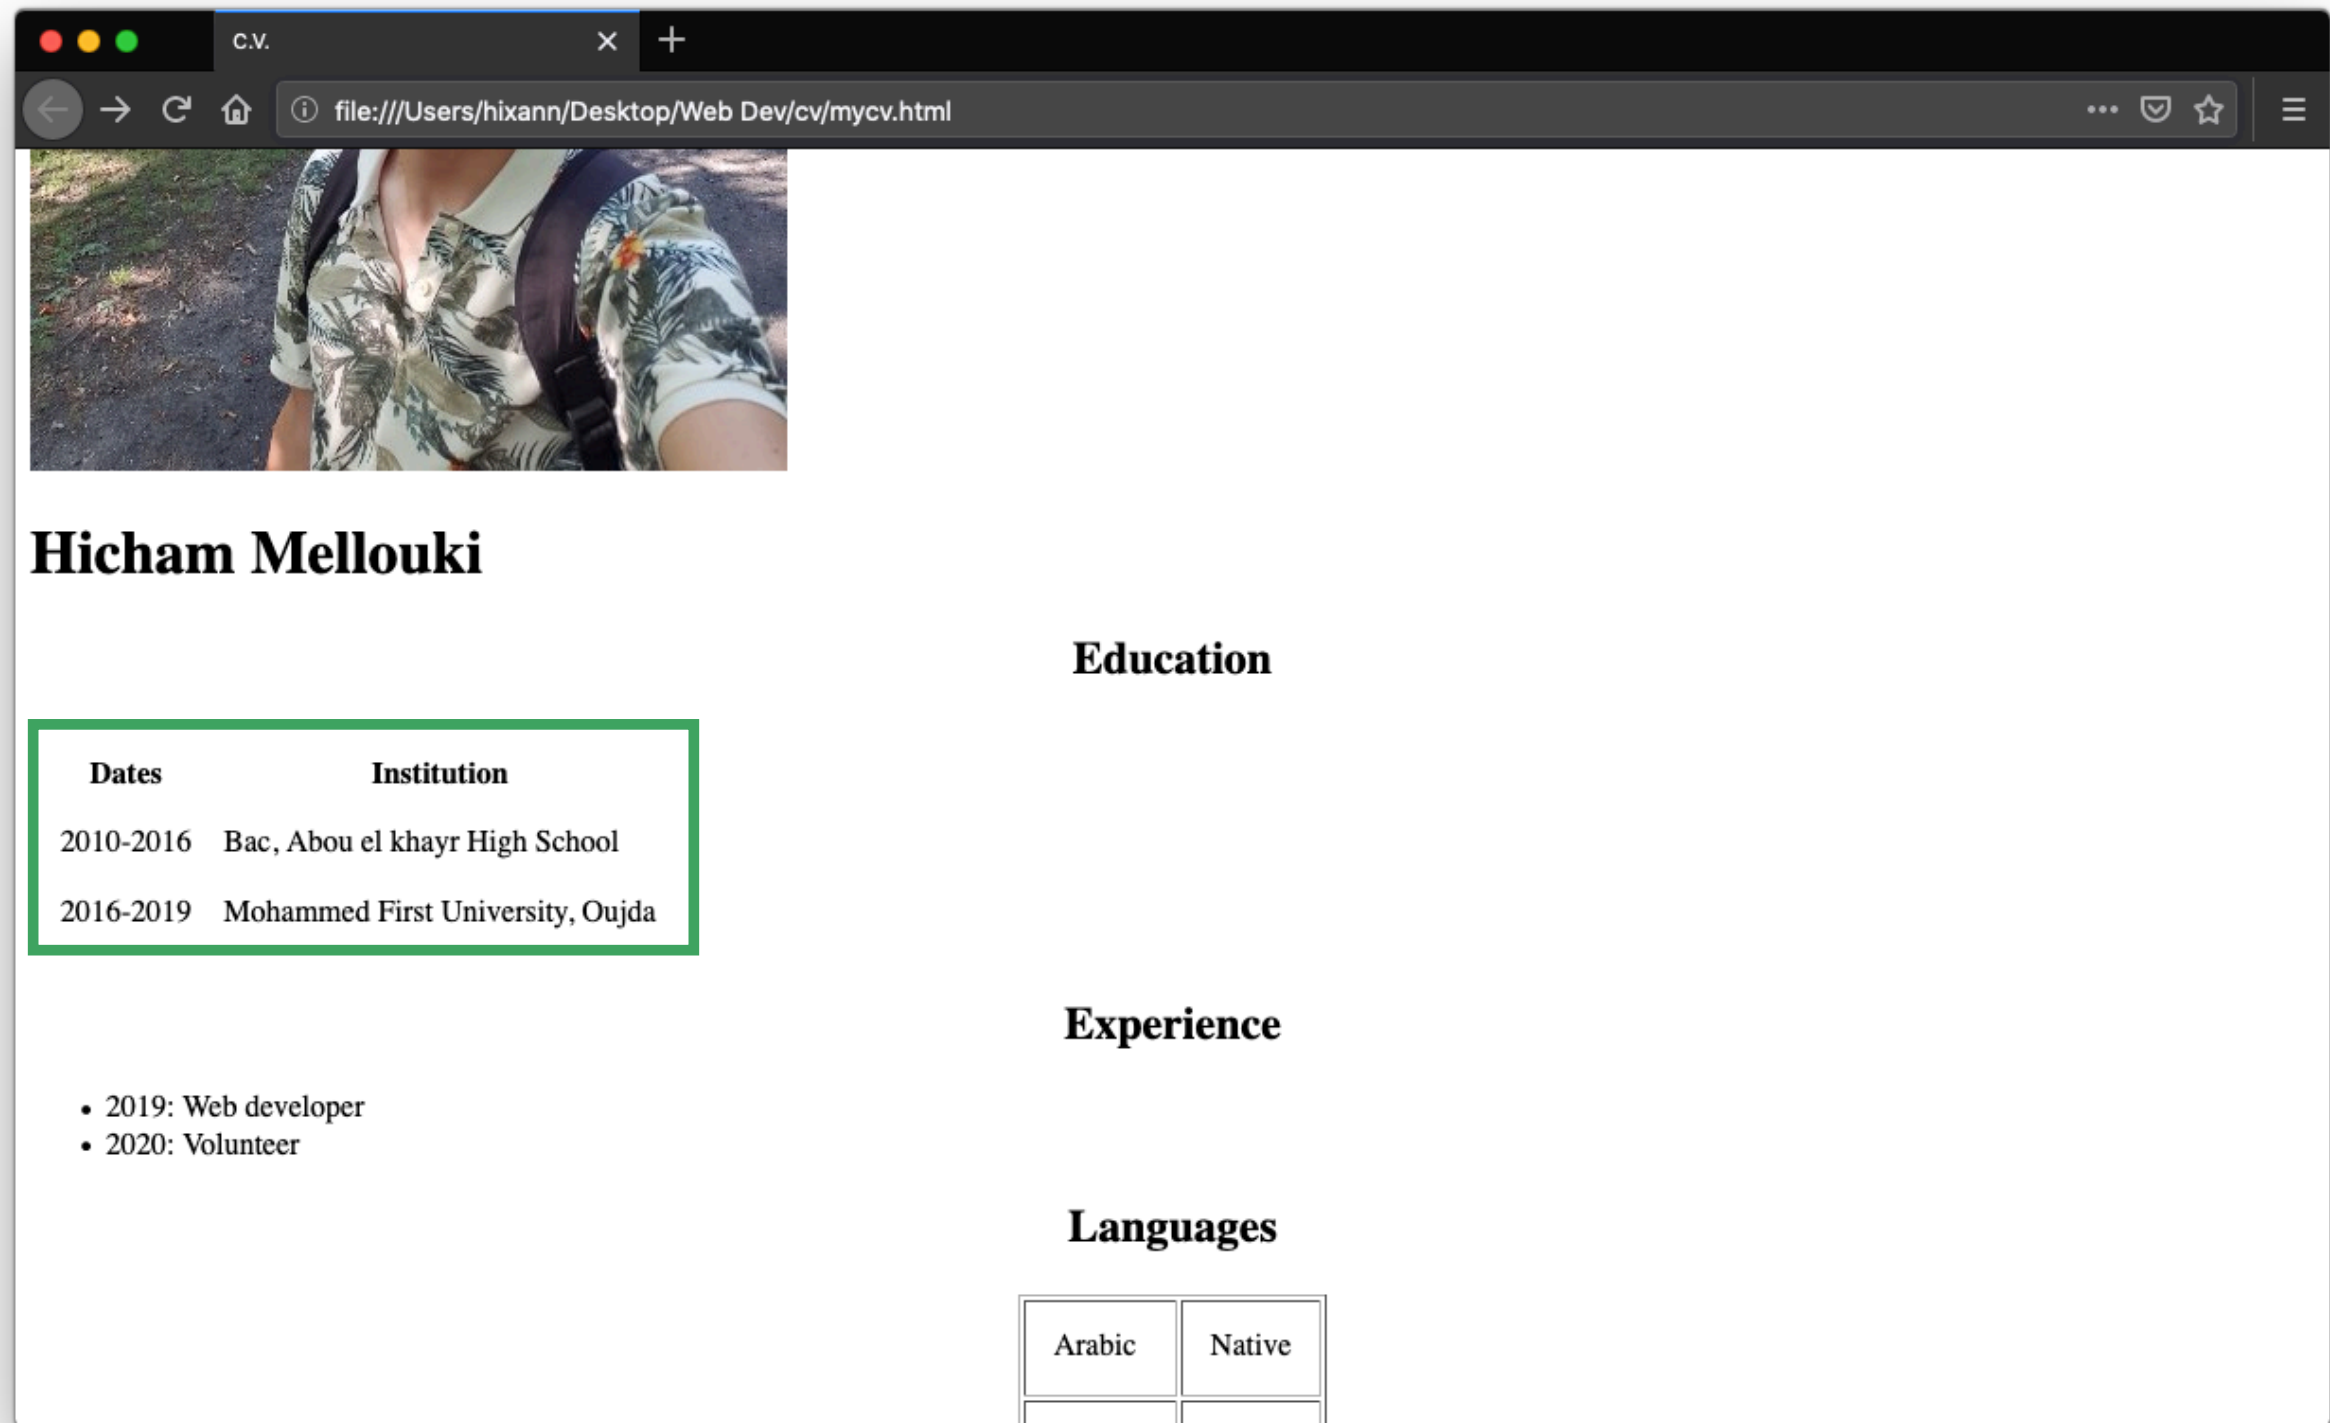 C.V.
file:///Users/hixann/Desktop/Web Dev/cv/mycv.html
Hicham Mellouki
Education
Dates Institution
2010-2016 Bac, Abou el khayr High School
2016-2019 Mohammed First University, Oujda
Experience
• 2019: Web developer
• 2020: Volunteer
Languages
Arabic Native